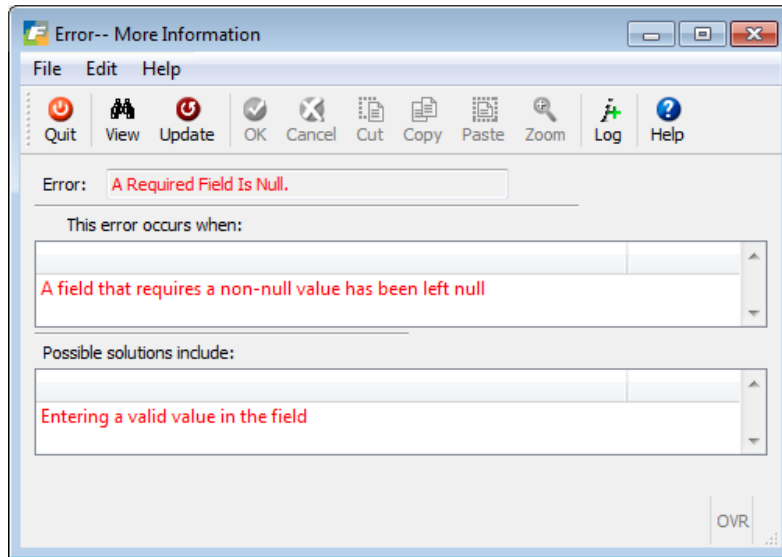 Error-- More Information
File Edit Help
Quit View Update OK Cancel Cut Copy Paste Zoom Log Help
Error: A Required Field Is Null.
This error occurs when:
A field that requires a non-null value has been left null
Possible solutions include:
Entering a valid value in the field
OVR